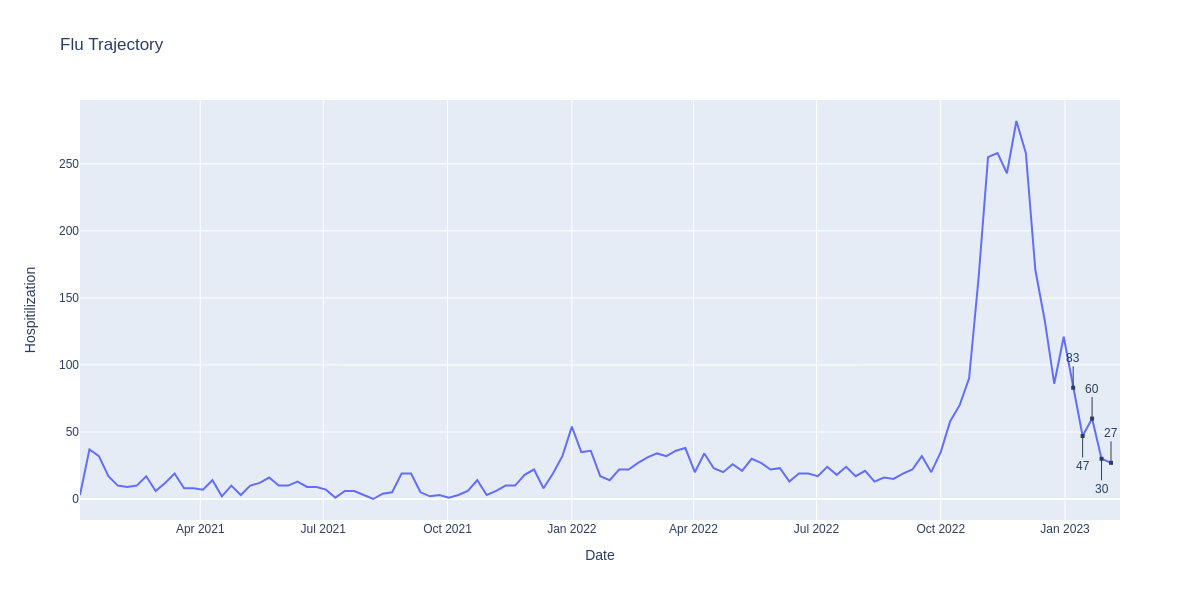 Flu Trajectory
250
200
150
100
50
0
Hospitilization
83
60
27
47
30
Apr 2021
Jul 2021
Oct 2021
Jan 2022
Apr 2022
Jul 2022
Oct 2022
Jan 2023
Date